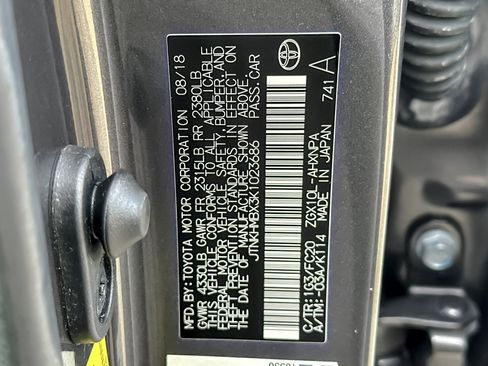 MFD BY: TOYOTA MOTOR CORPORATION 08/18
GVWR 4330LB GAWR FR 2315LB RR 2380LB
THIS VEHICLE CONFORMS TO ALL APPLICABLE
FEDERAL MOTOR VEHICLE SAFETY, BUMPER, AND
THEFT PREVENTION STANDARDS IN EFFECT ON
THE DATE OF MANUFACTURE SHOWN ABOVE.
JTNKHMBX3K1023686 PASS.CAR
C/TR:1G3/FC20 ZGX10L-AHXNPA
A/TM:-03A/K114 MADE IN JAPAN 741 A